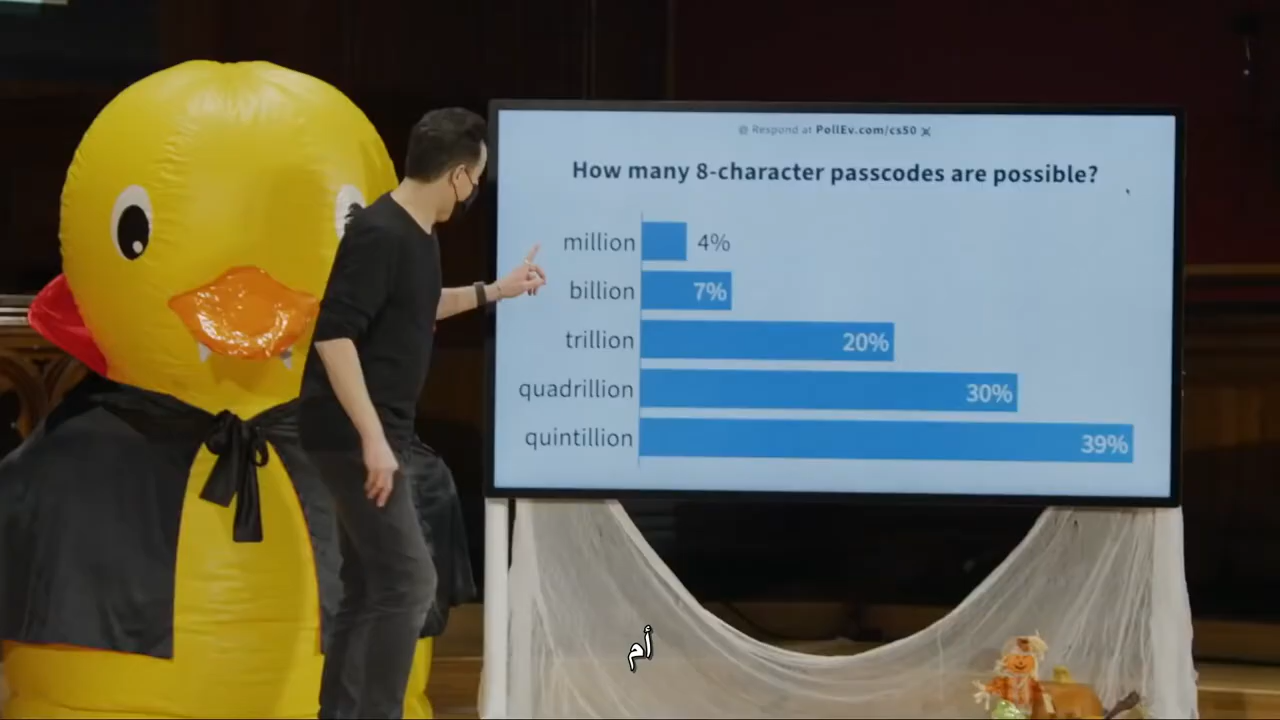 @ Respond at PollEv.com/cs50
How many 8-character passcodes are possible?
million 4%
billion 7%
trillion 20%
quadrillion 30%
quintillion 39%
أم